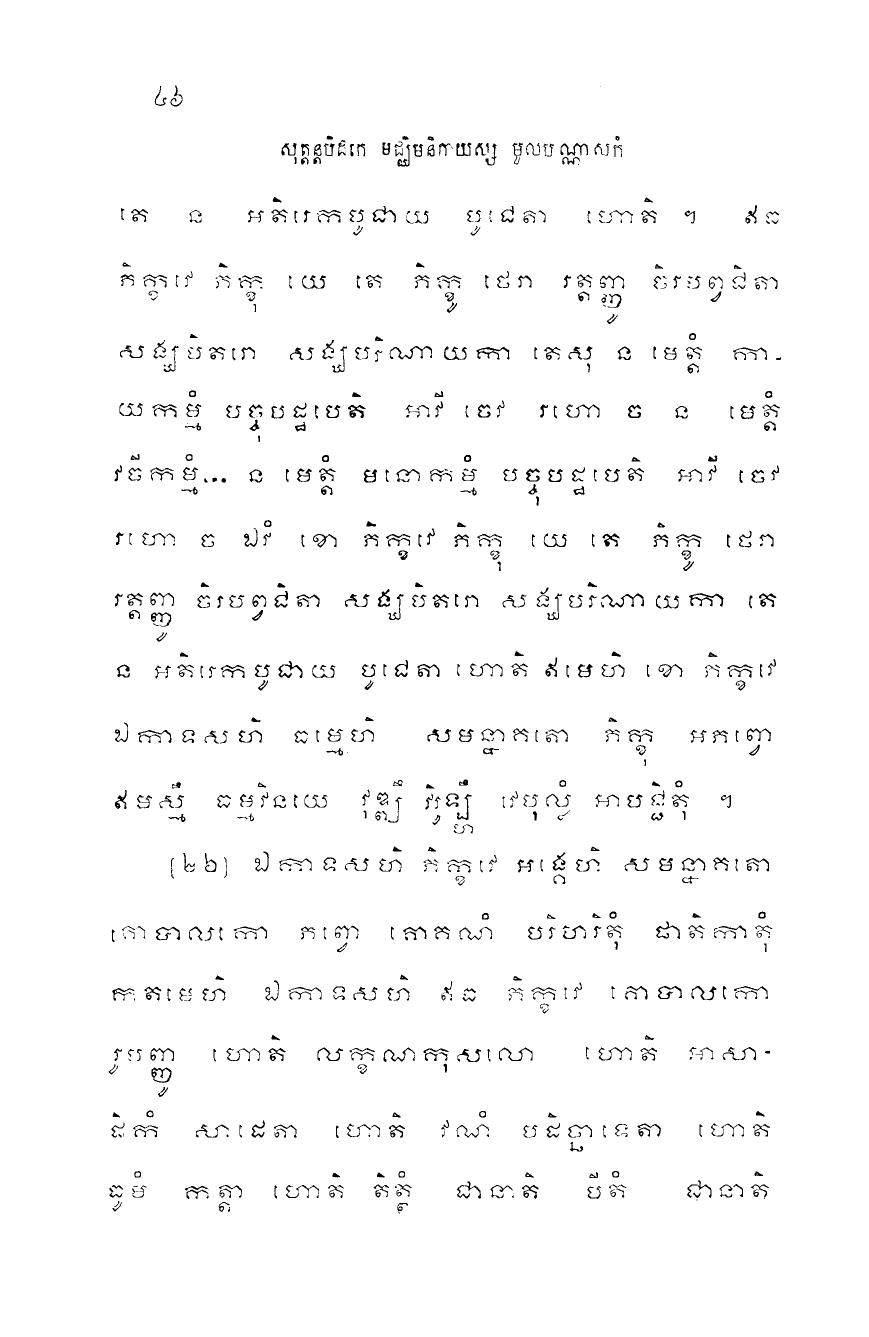 ៤៦
សុត្តន្តបិដកេ មជ្ឈិមនិកាយស្ស មូលបណ្ណាសកំ
តេ ន អតិរេកបូជាយ បូជេតា ហោតិ ។ ឥធ
ភិក្ខវេ ភិក្ខុ យេ តេ ភិក្ខូ ថេរា រត្តញ្ញូ ចិរបព្វជិតា
សង្ឃបិតរោ សង្ឃបរិណាយកា តេសុ ន មេត្តំ កា-
យកម្មំ បច្ចុបដ្ឋបេតិ អាវី ចេវ រហោ ច ន មេត្តំ
វចីកម្មំ... ន មេត្តំ មនោកម្មំ បច្ចុបដ្ឋបេតិ អាវី ចេវ
រហោ ច ឯវំ ខោ ភិក្ខវេ ភិក្ខុ យេ តេ ភិក្ខូ ថេរា
រត្តញ្ញូ ចិរបព្វជិតា សង្ឃបិតរោ សង្ឃបរិណាយកា តេ
ន អតិរេកបូជាយ បូជេតា ហោតិ ឥមេហិ ខោ ភិក្ខវេ
ឯកាទសហិ ធម្មេហិ សមន្នាគតោ ភិក្ខុ អភព្វោ
ឥមស្មឹ ធម្មវិនយេ វុឌ្ឍឹ វិរូឡ្ហឹ វេបុល្លំ អាបជ្ជិតុំ ។
[២៦] ឯកាទសហិ ភិក្ខវេ អង្គេហិ សមន្នាគតោ
គោបាលកោ ភព្វោ គោគណំ បរិហរិតុំ ផាតិកាតុំ
កតមេហិ ឯកាទសហិ ឥធ ភិក្ខវេ គោបាលកោ
រូបញ្ញូ ហោតិ លក្ខណកុសលោ ហោតិ អាសា-
ដិកំ សាដេតា ហោតិ វណំ បដិច្ឆាទេតា ហោតិ
ធូមំ កត្តា ហោតិ តិត្ថំ ជានាតិ បីតំ ជានាតិ